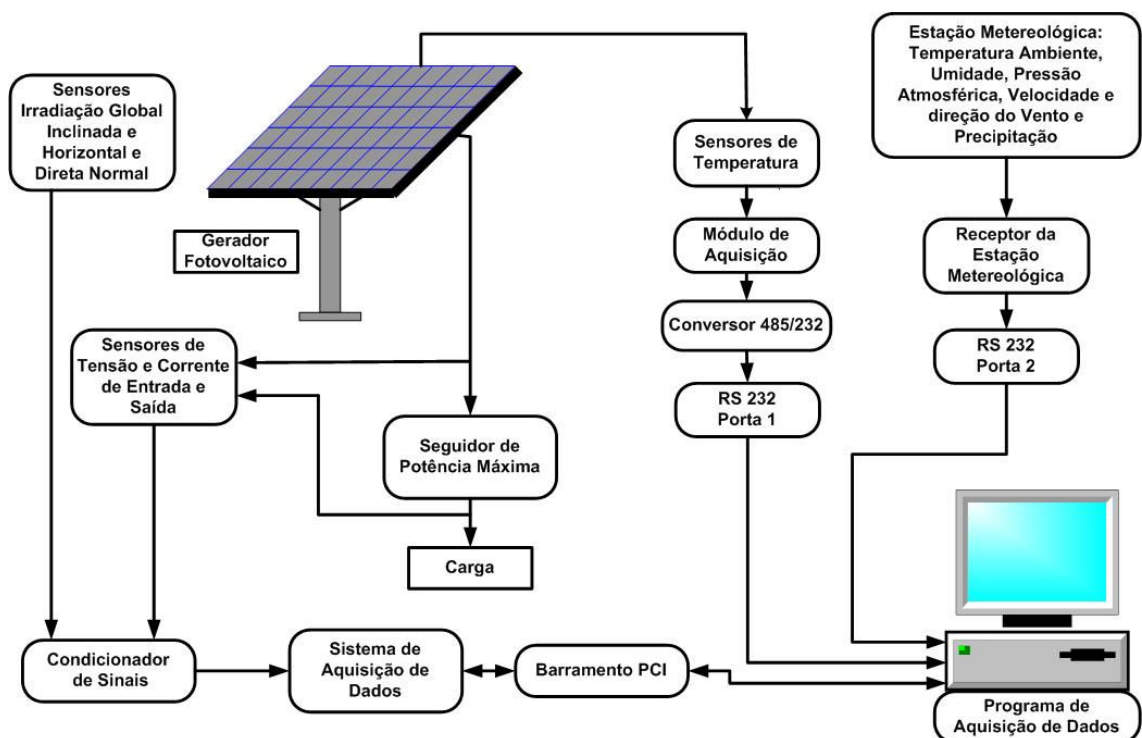 Sensores
Irradiação Global
Inclinada e
Horizontal e
Direta Normal
Gerador
Fotovoltaico
Sensores de
Temperatura
Módulo de
Aquisição
Conversor 485/232
RS 232
Porta 1
Estação Metereológica:
Temperatura Ambiente,
Umidade, Pressão
Atmosférica, Velocidade e
direção do Vento e
Precipitação
Receptor da
Estação
Metereológica
RS 232
Porta 2
Sensores de
Tensão e Corrente
de Entrada e
Saída
Seguidor de
Potência Máxima
Carga
Condicionador
de Sinais
Sistema de
Aquisição de
Dados
Barramento PCI
Programa de
Aquisição de Dados